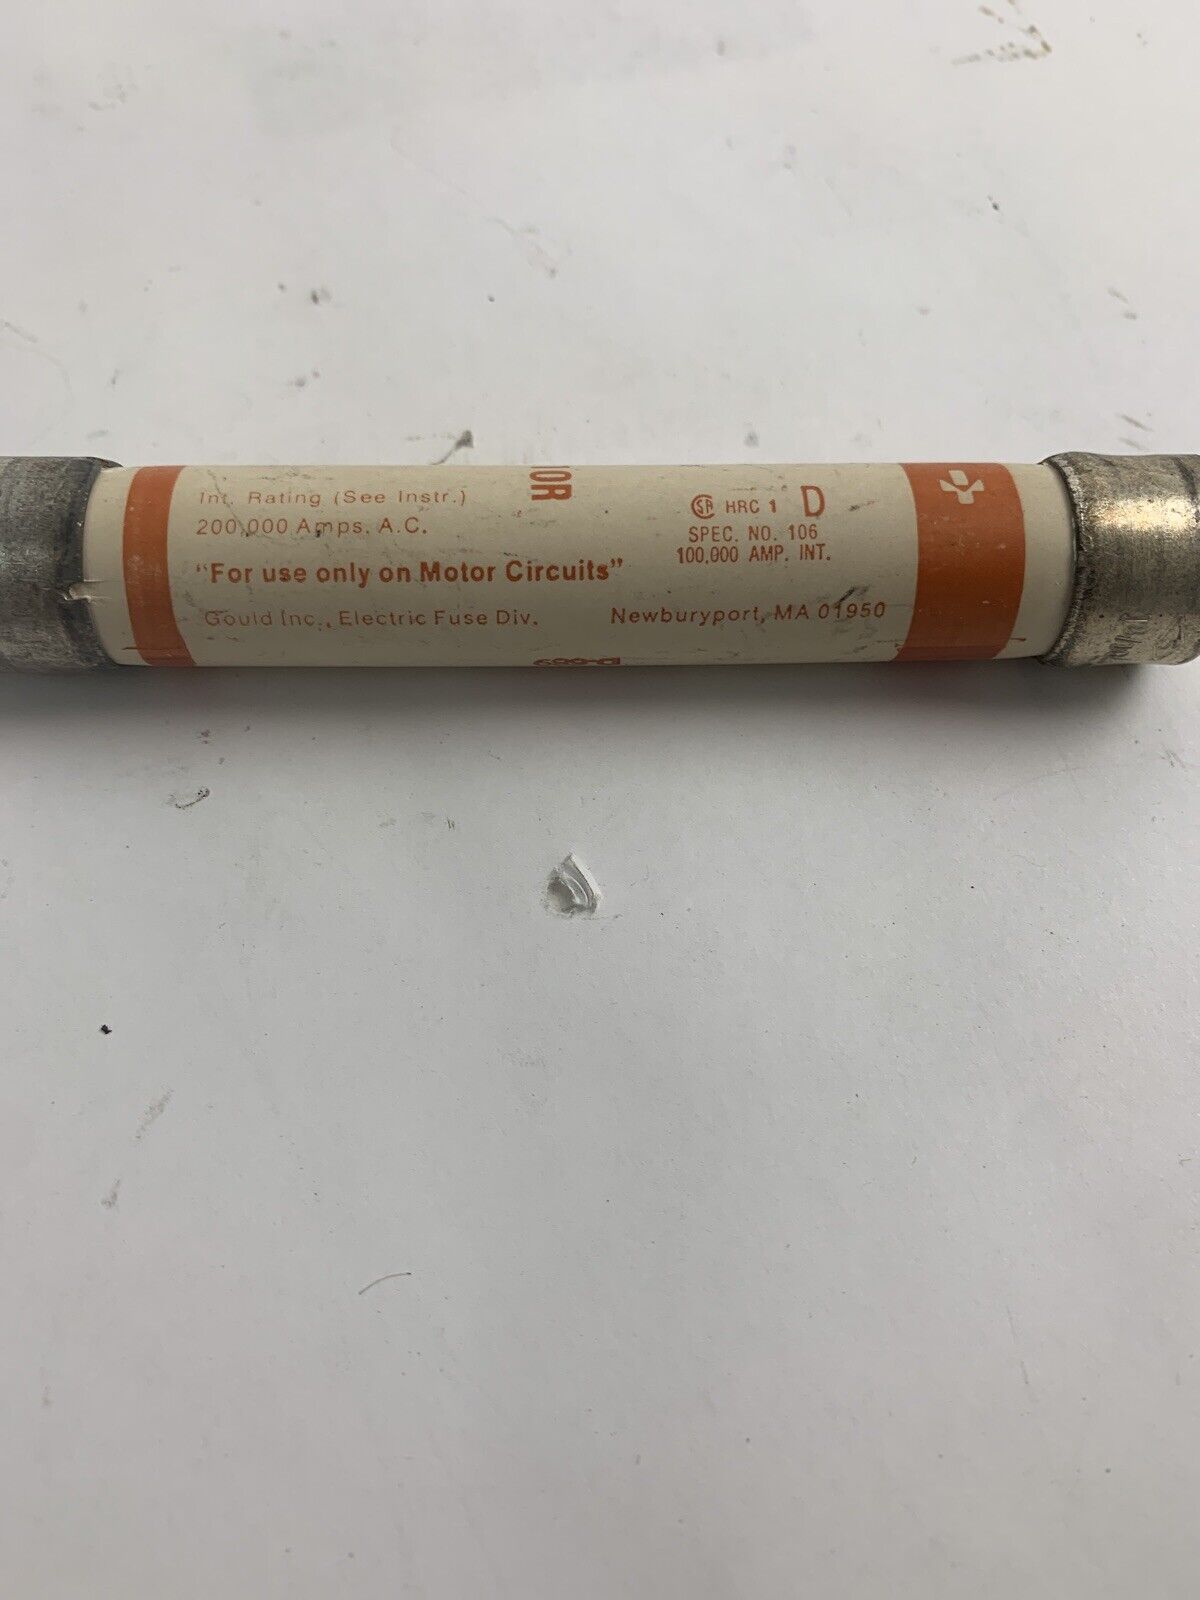 Int. Rating (See Instr.)
200,000 Amps. A.C.
"For use only on Motor Circuits"
Gould Inc., Electric Fuse Div.
Newburyport, MA 01950
SA HRC 1 D
SPEC. NO. 106
100,000 AMP. INT.